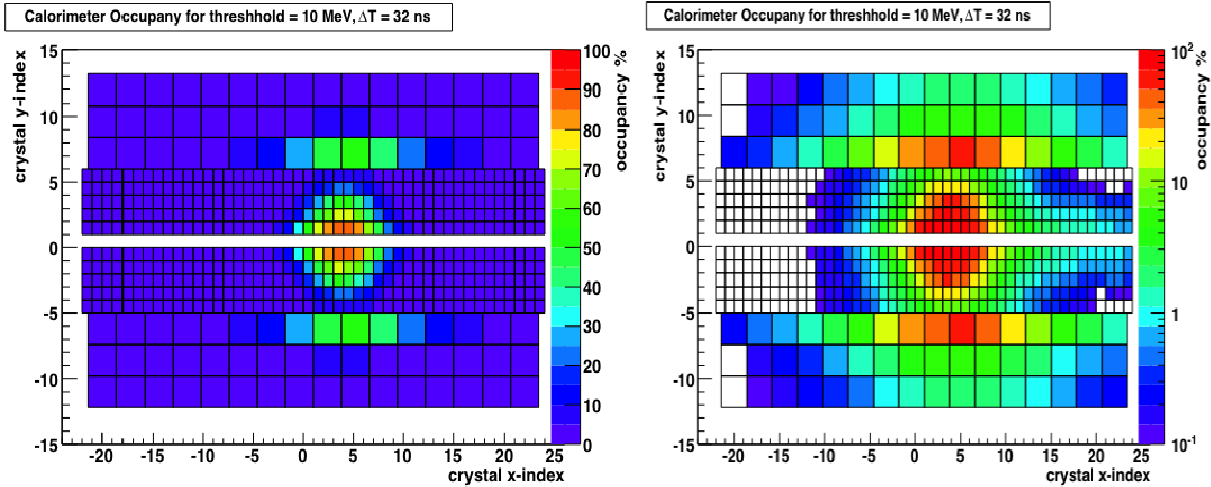 Calorimeter Occupany for threshhold = 10 MeV, ΔT = 32 ns
crystal y-index
15
10
5
0
-5
-10
-15
-20 -15 -10 -5 0 5 10 15 20 25
crystal x-index
100
90
80
70
60
50
40
30
20
10
0
occupancy %
Calorimeter Occupany for threshhold = 10 MeV, ΔT = 32 ns
crystal y-index
15
10
5
0
-5
-10
-15
-20 -15 -10 -5 0 5 10 15 20
crystal x-index
10²
10
1
10⁻¹
occupancy %